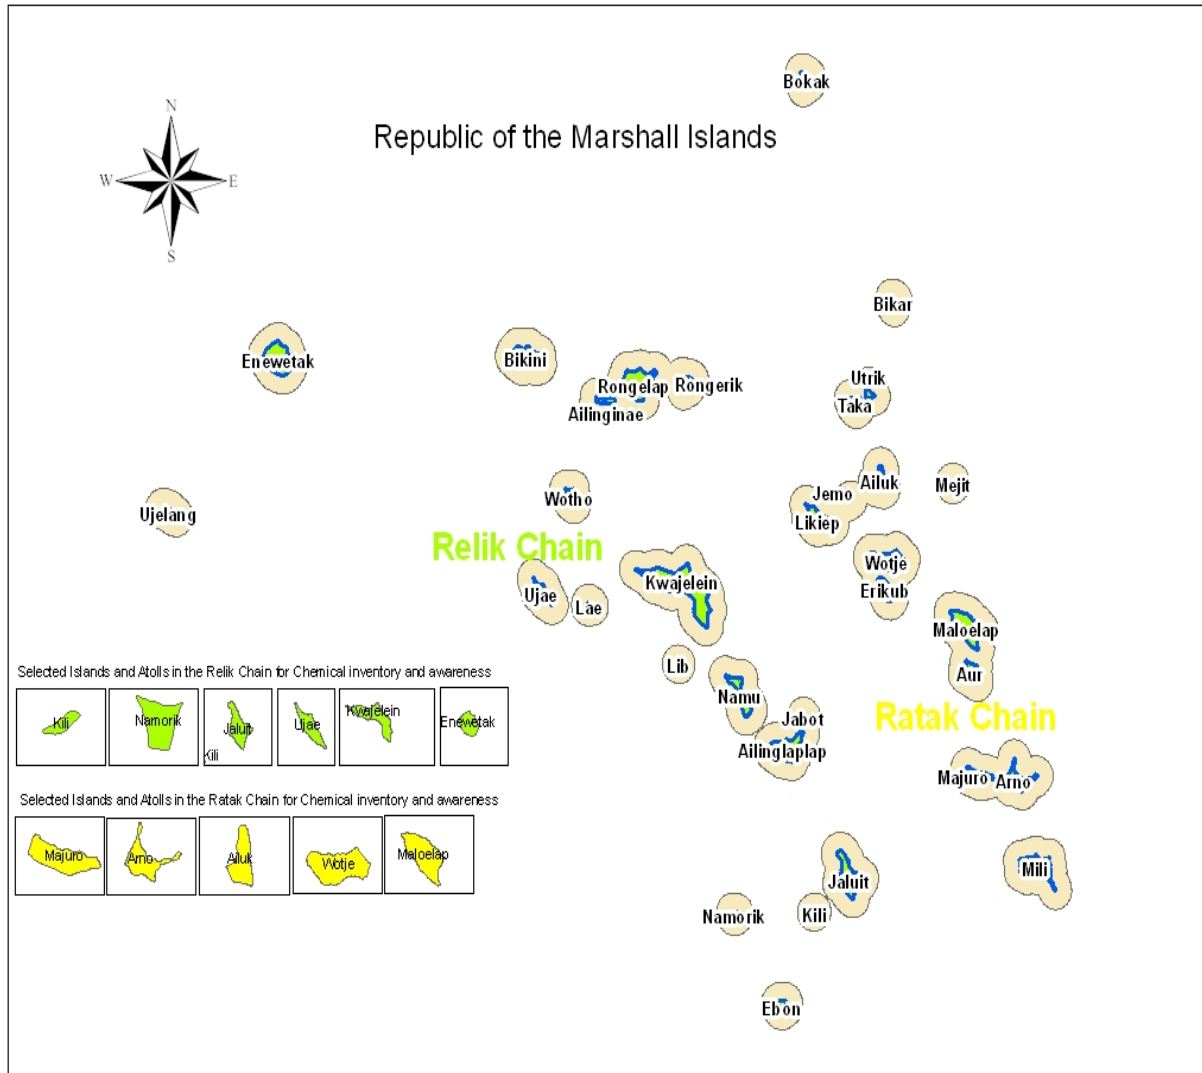 Bokak
N
Republic of the Marshall Islands
W
E
S
Bikar
Enewetak
Bikini
Utrik
Rongelap
Rongerik
Taka
Ailinginae
Ailuk
Mejit
Jemo
Wotho
Ujelang
Likiep
Relik Chain
Wotje
Kwajelein
Erikub
Ujae
Lae
Maloelap
Lib
Aur
Selected Islands and Atolls in the Relik Chain for Chemical inventory and awareness
Kili
Namorik
Jaluit
Kili
Ujae
Kwajelein
Enewetak
Namu
Jabot
Ratak Chain
Ailinglaplap
Majuro
Arno
Selected Islands and Atolls in the Ratak Chain for Chemical inventory and awareness
Majuro
Arno
Ailuk
Wotje
Maloelap
Mili
Jaluit
Namorik
Kili
Ebon